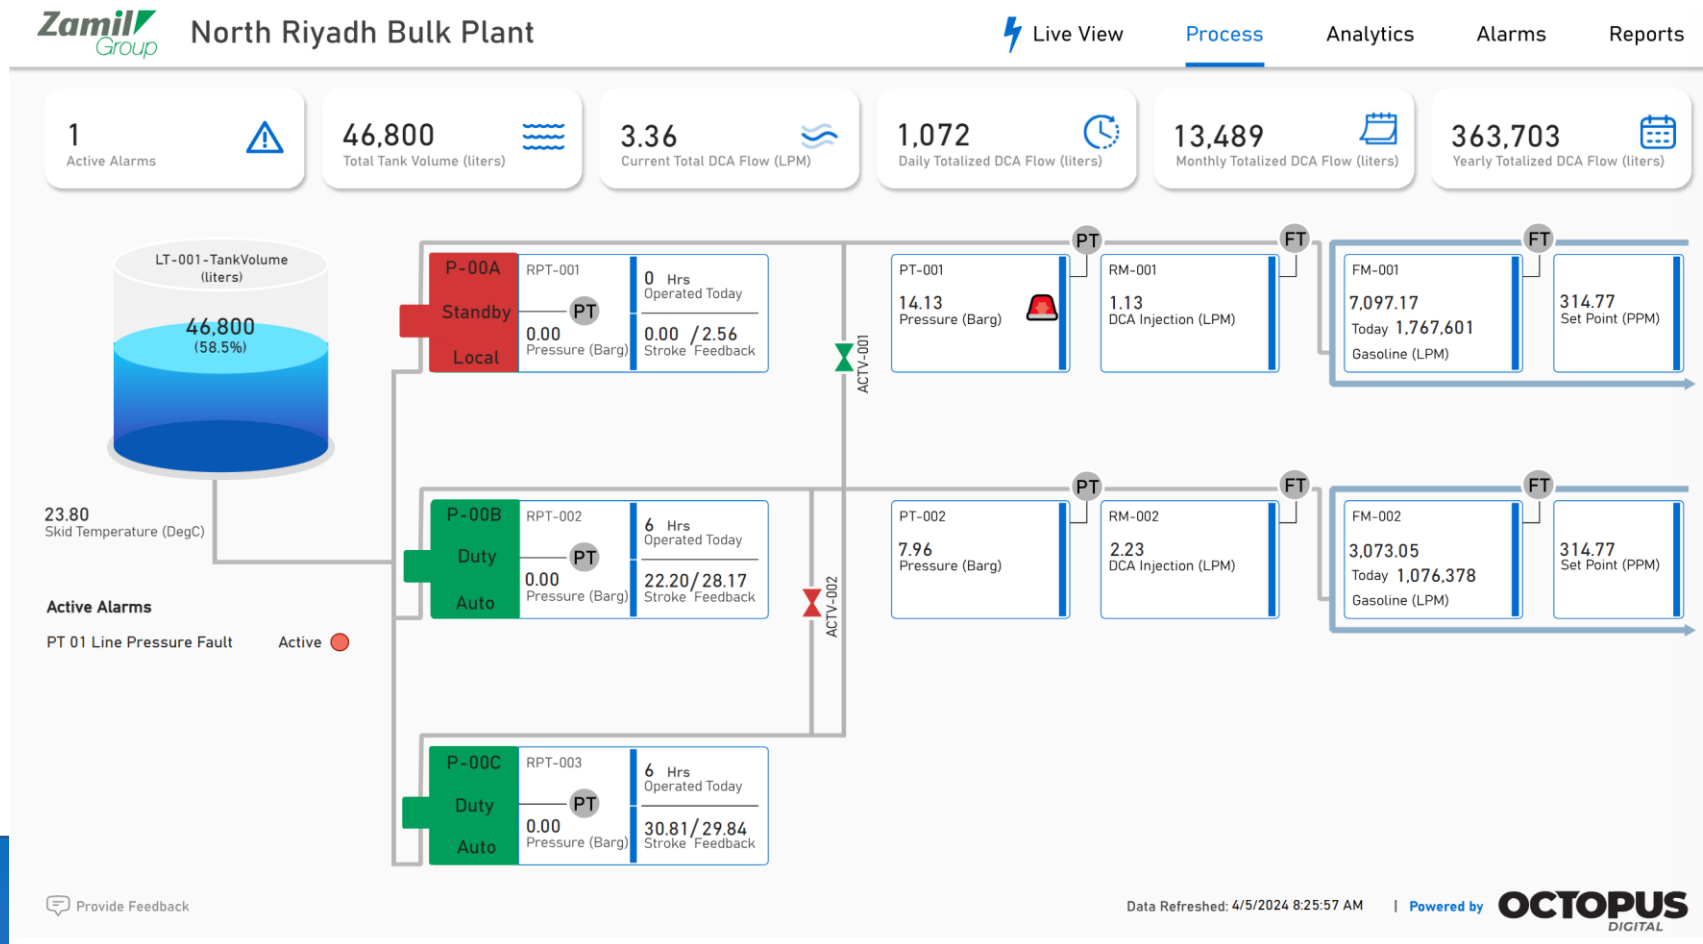 Zamil Group
North Riyadh Bulk Plant
Live View
Process
Analytics
Alarms
Reports
1
Active Alarms
46,800
Total Tank Volume (liters)
3.36
Current Total DCA Flow (LPM)
1,072
Daily Totalized DCA Flow (liters)
13,489
Monthly Totalized DCA Flow (liters)
363,703
Yearly Totalized DCA Flow (liters)
LT-001-TankVolume
(liters)
46,800
(58.5%)
23.80
Skid Temperature (DegC)
Active Alarms
PT 01 Line Pressure Fault Active
P-00A
Standby
Local
RPT-001
PT
0.00
Pressure (Barg)
0 Hrs
Operated Today
0.00 /2.56
Stroke Feedback
ACTV-001
PT
PT-001
14.13
Pressure (Barg)
FT
RM-001
1.13
DCA Injection (LPM)
FT
FM-001
7,097.17
Today 1,767,601
Gasoline (LPM)
314.77
Set Point (PPM)
P-00B
Duty
Auto
RPT-002
PT
0.00
Pressure (Barg)
6 Hrs
Operated Today
22.20/28.17
Stroke Feedback
ACTV-002
PT
PT-002
7.96
Pressure (Barg)
FT
RM-002
2.23
DCA Injection (LPM)
FT
FM-002
3,073.05
Today 1,076,378
Gasoline (LPM)
314.77
Set Point (PPM)
P-00C
Duty
Auto
RPT-003
PT
0.00
Pressure (Barg)
6 Hrs
Operated Today
30.81/29.84
Stroke Feedback
Provide Feedback
Data Refreshed: 4/5/2024 8:25:57 AM | Powered by
OCTOPUS
DIGITAL